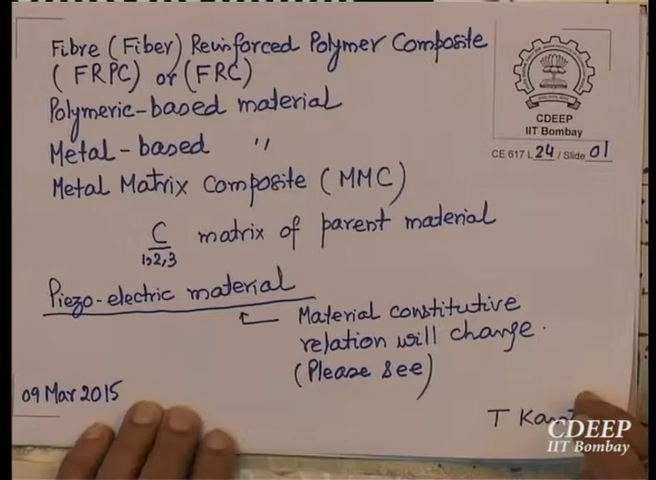 Fibre (Fiber) Reinforced Polymer Composite
(FRPC) or (FRC)
Polymeric-based material
Metal-based "
Metal Matrix Composite (MMC)
C matrix of parent material
1,2,3
Piezo-electric material
Material constitutive
relation will change.
(Please see)
09 Mar 2015
T
CDEEP
IIT Bombay
CE 617 L 24 / Slide 01
CDEEP
IIT Bombay